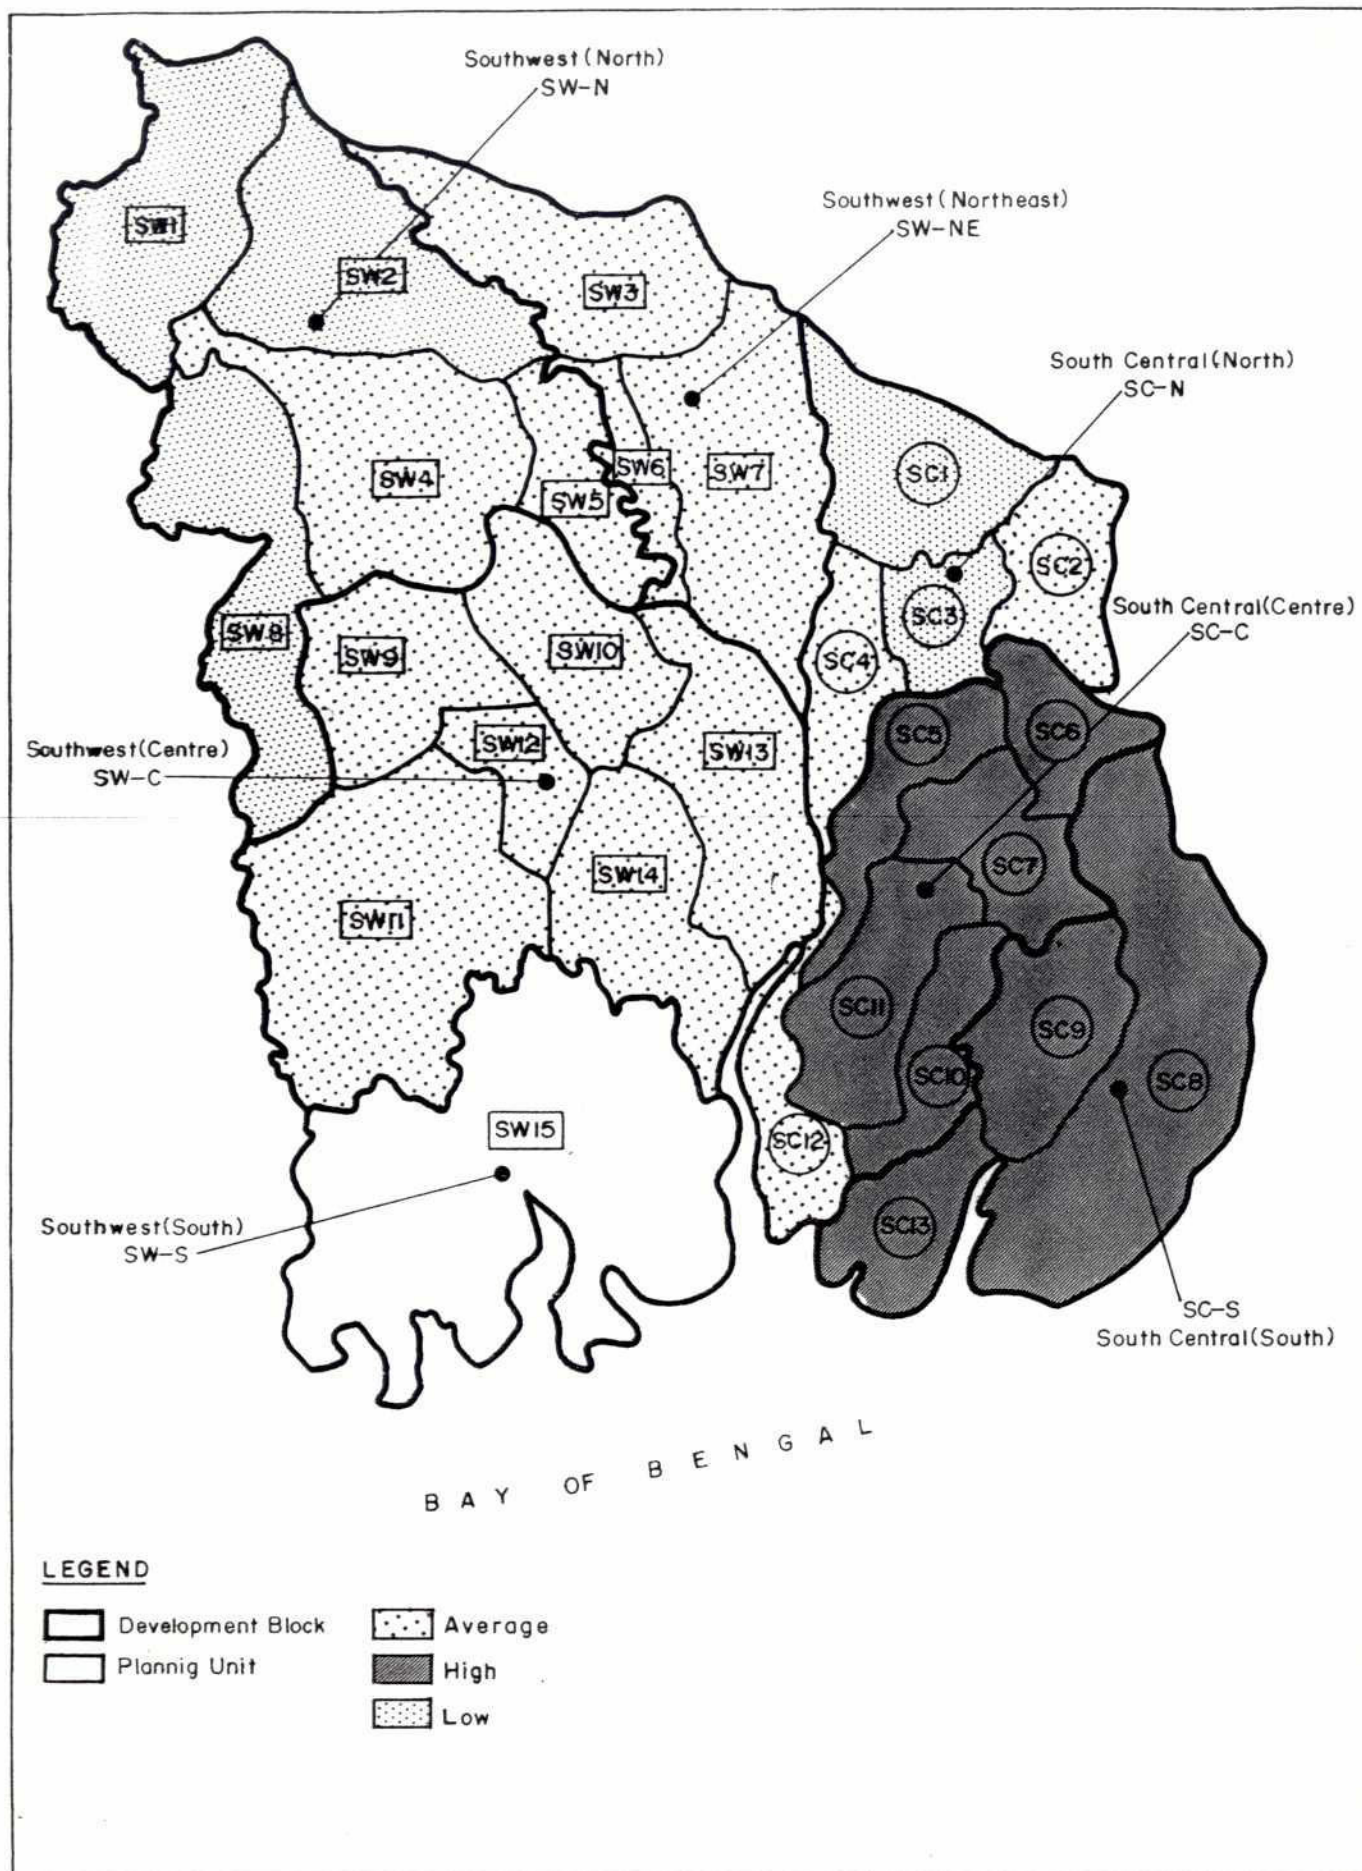 Southwest (North)
SW-N
Southwest (Northeast)
SW-NE
South Central (North)
SC-N
SW1
SW2
SW3
SW4
SW5
SW6
SW7
SC1
SC2
SC3
SC4
South Central (Centre)
SC-C
SW8
SW9
SW10
SW12
SW13
SC5
SC6
Southwest (Centre)
SW-C
SW14
SC7
SW11
SC11
SC9
SC10
SC8
SW15
SC12
SC13
Southwest (South)
SW-S
SC-S
South Central (South)
BAY OF BENGAL
LEGEND
Development Block
Plannig Unit
Average
High
Low